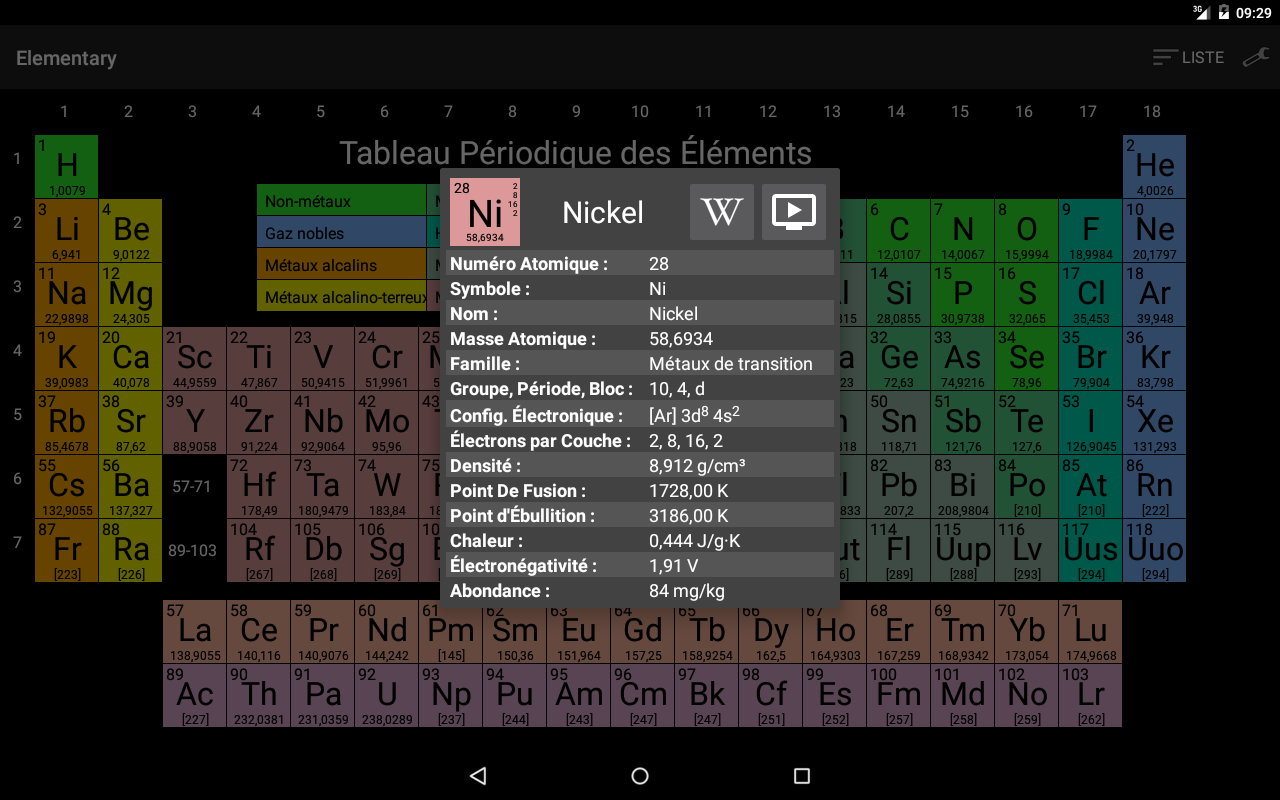 3G 09:29
Elementary LISTE
1 2 3 4 5 6 7 8 9 10 11 12 13 14 15 16 17 18
Tableau Périodique des Éléments
1
1 H 1,0079
2 He 4,0026
Non-métaux
Gaz nobles
Métaux alcalins
Métaux alcalino-terreux
28 Ni 58,6934
2
8
16
2
Nickel
W
Numéro Atomique : 28
Symbole : Ni
Nom : Nickel
Masse Atomique : 58,6934
Famille : Métaux de transition
Groupe, Période, Bloc : 10, 4, d
Config. Électronique : [Ar] 3d⁸ 4s²
Électrons par Couche : 2, 8, 16, 2
Densité : 8,912 g/cm³
Point De Fusion : 1728,00 K
Point d'Ébullition : 3186,00 K
Chaleur : 0,444 J/g·K
Électronégativité : 1,91 V
Abondance : 84 mg/kg
2
3 Li 6,941
4 Be 9,0122
6 C 12,0107
7 N 14,0067
8 O 15,9994
9 F 18,9984
10 Ne 20,1797
3
11 Na 22,9898
12 Mg 24,305
14 Si 28,0855
15 P 30,9738
16 S 32,065
17 Cl 35,453
18 Ar 39,948
4
19 K 39,0983
20 Ca 40,078
21 Sc 44,9559
22 Ti 47,867
23 V 50,9415
24 Cr 51,9961
32 Ge 72,63
33 As 74,9216
34 Se 78,96
35 Br 79,904
36 Kr 83,798
5
37 Rb 85,4678
38 Sr 87,62
39 Y 88,9058
40 Zr 91,224
41 Nb 92,9064
42 Mo 95,96
50 Sn 118,71
51 Sb 121,76
52 Te 127,6
53 I 126,9045
54 Xe 131,293
6
55 Cs 132,9055
56 Ba 137,327
57-71
72 Hf 178,49
73 Ta 180,9479
74 W 183,84
82 Pb 207,2
83 Bi 208,9804
84 Po [210]
85 At [210]
86 Rn [222]
7
87 Fr [223]
88 Ra [226]
89-103
104 Rf [267]
105 Db [268]
106 Sg [269]
114 Fl [289]
115 Uup [288]
116 Lv [293]
117 Uus [294]
118 Uuo [294]
57 La 138,9055
58 Ce 140,116
59 Pr 140,9076
60 Nd 144,242
61 Pm [145]
62 Sm 150,36
63 Eu 151,964
64 Gd 157,25
65 Tb 158,9254
66 Dy 162,5
67 Ho 164,9303
68 Er 167,259
69 Tm 168,9342
70 Yb 173,054
71 Lu 174,9668
89 Ac [227]
90 Th 232,0381
91 Pa 231,0359
92 U 238,0289
93 Np [237]
94 Pu [244]
95 Am [243]
96 Cm [247]
97 Bk [247]
98 Cf [251]
99 Es [252]
100 Fm [257]
101 Md [258]
102 No [259]
103 Lr [262]